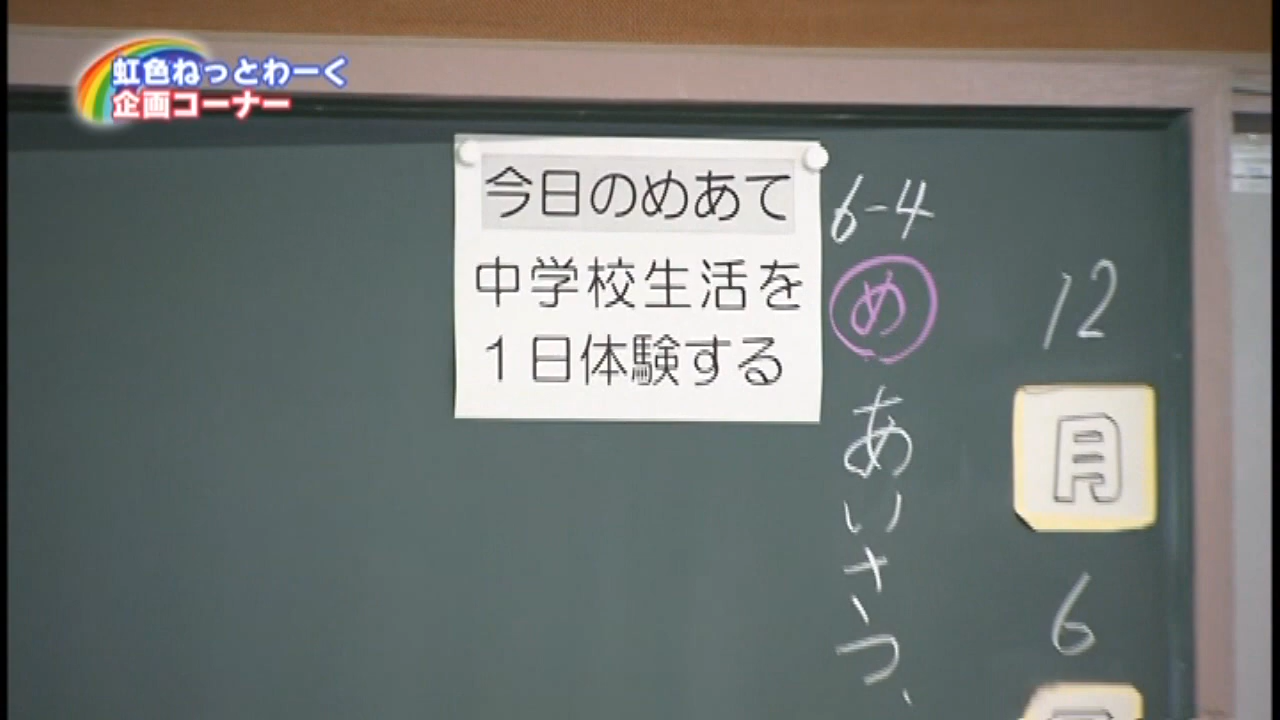 虹色ねっとわーく
企画コーナー
今日のめあて
中学校生活を
１日体験する
6-4
め
あいさつ、
12
月
6